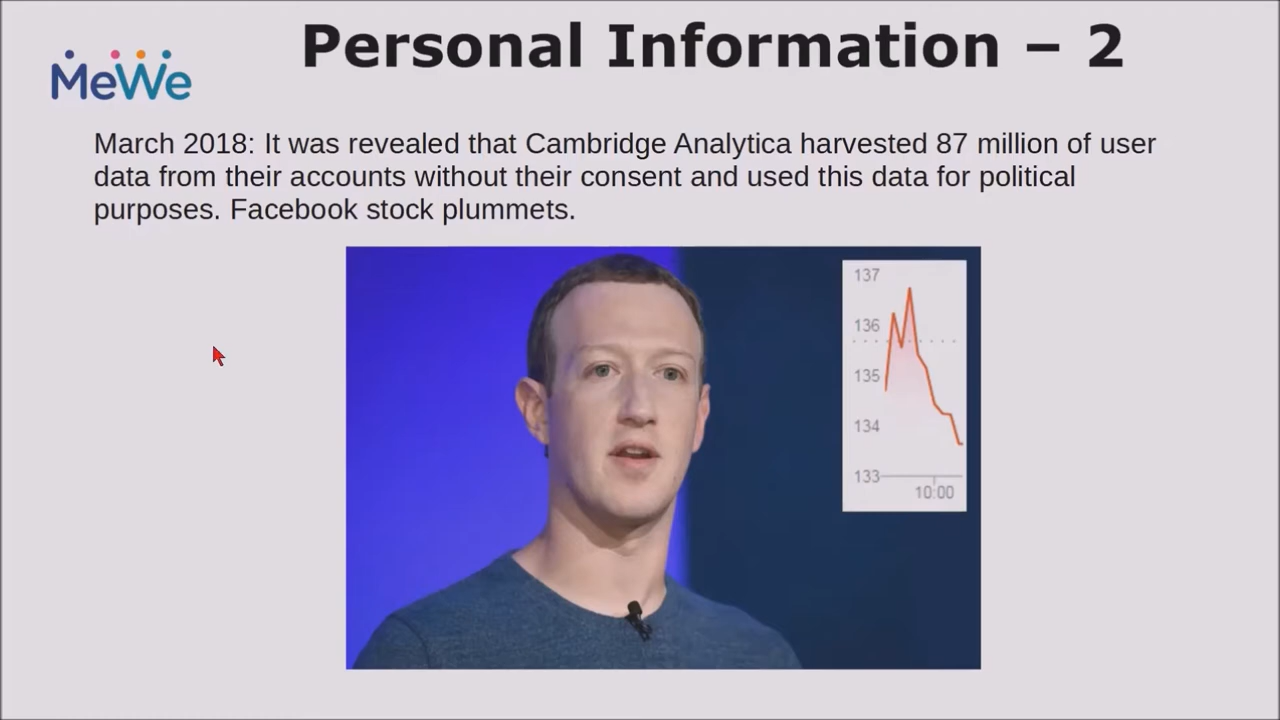 Personal Information – 2
MeWe
March 2018: It was revealed that Cambridge Analytica harvested 87 million of user
data from their accounts without their consent and used this data for political
purposes. Facebook stock plummets.
137
136
135
134
133
10:00